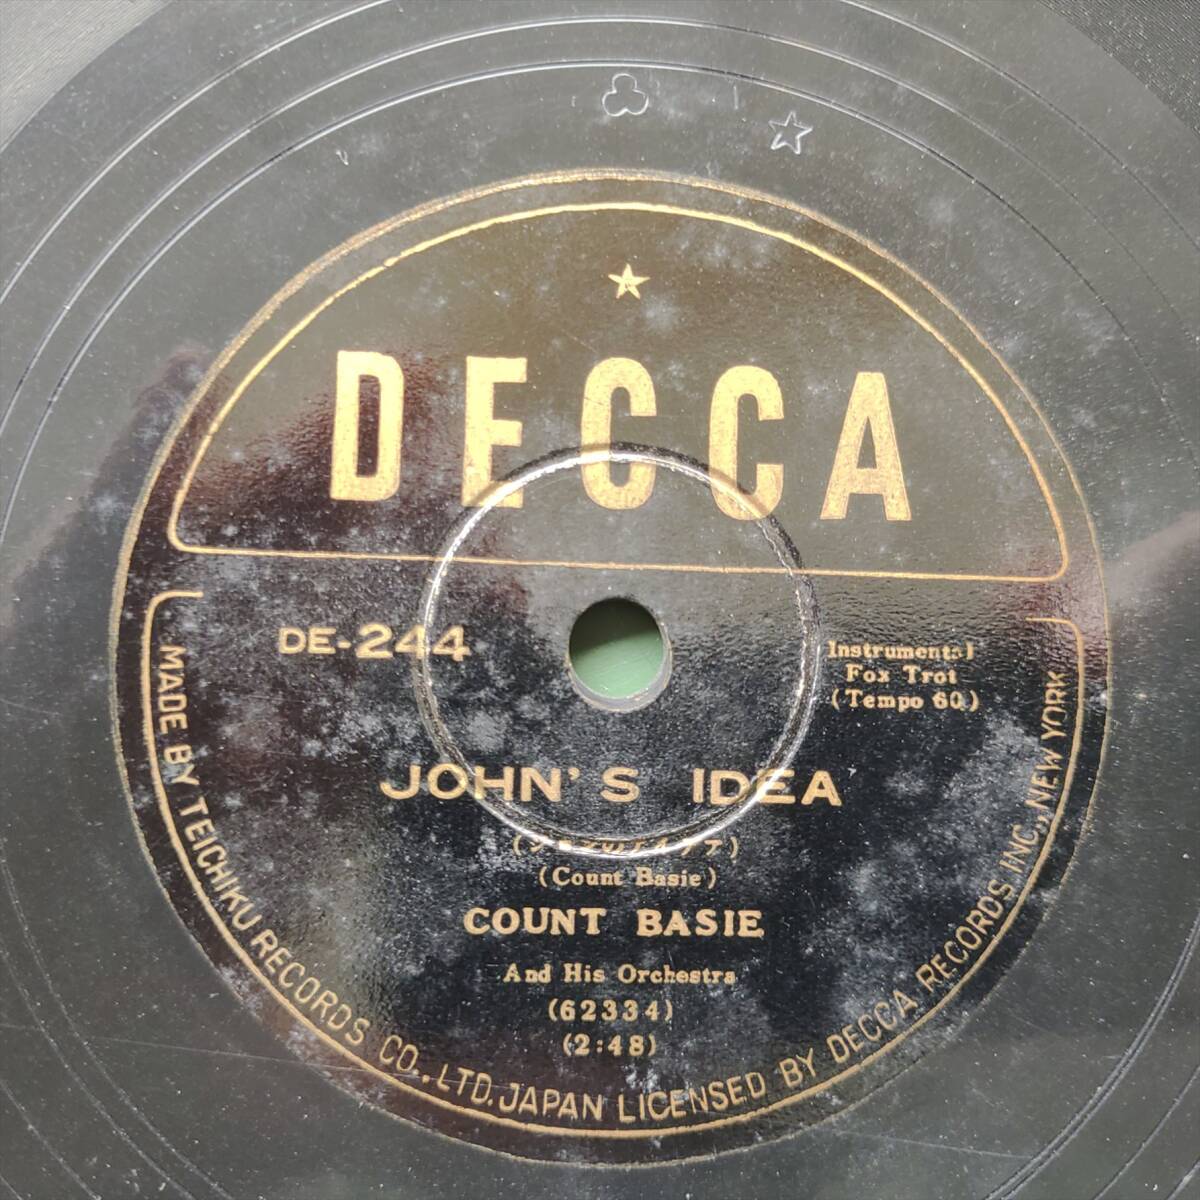 DECCA
DE-244
Instrumental
Fox Trot
(Tempo 60)
JOHN'S IDEA
(Count Basie)
COUNT BASIE
And His Orchestra
(62334)
(2:48)
MADE BY TEICHIKU RECORDS CO., LTD. JAPAN LICENSED BY DECCA RECORDS INC., NEW YORK